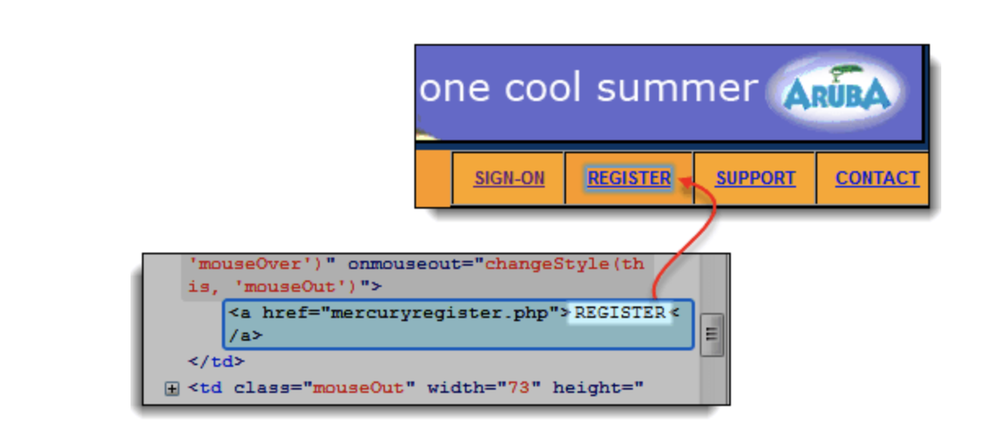 one cool summer ARUBA
SIGN-ON REGISTER SUPPORT CONTACT
'mouseOver')" onmouseout="changeStyle(th
is, 'mouseOut')">
<a href="mercuryregister.php">REGISTER<
/a>
</td>
<td class="mouseOut" width="73" height="